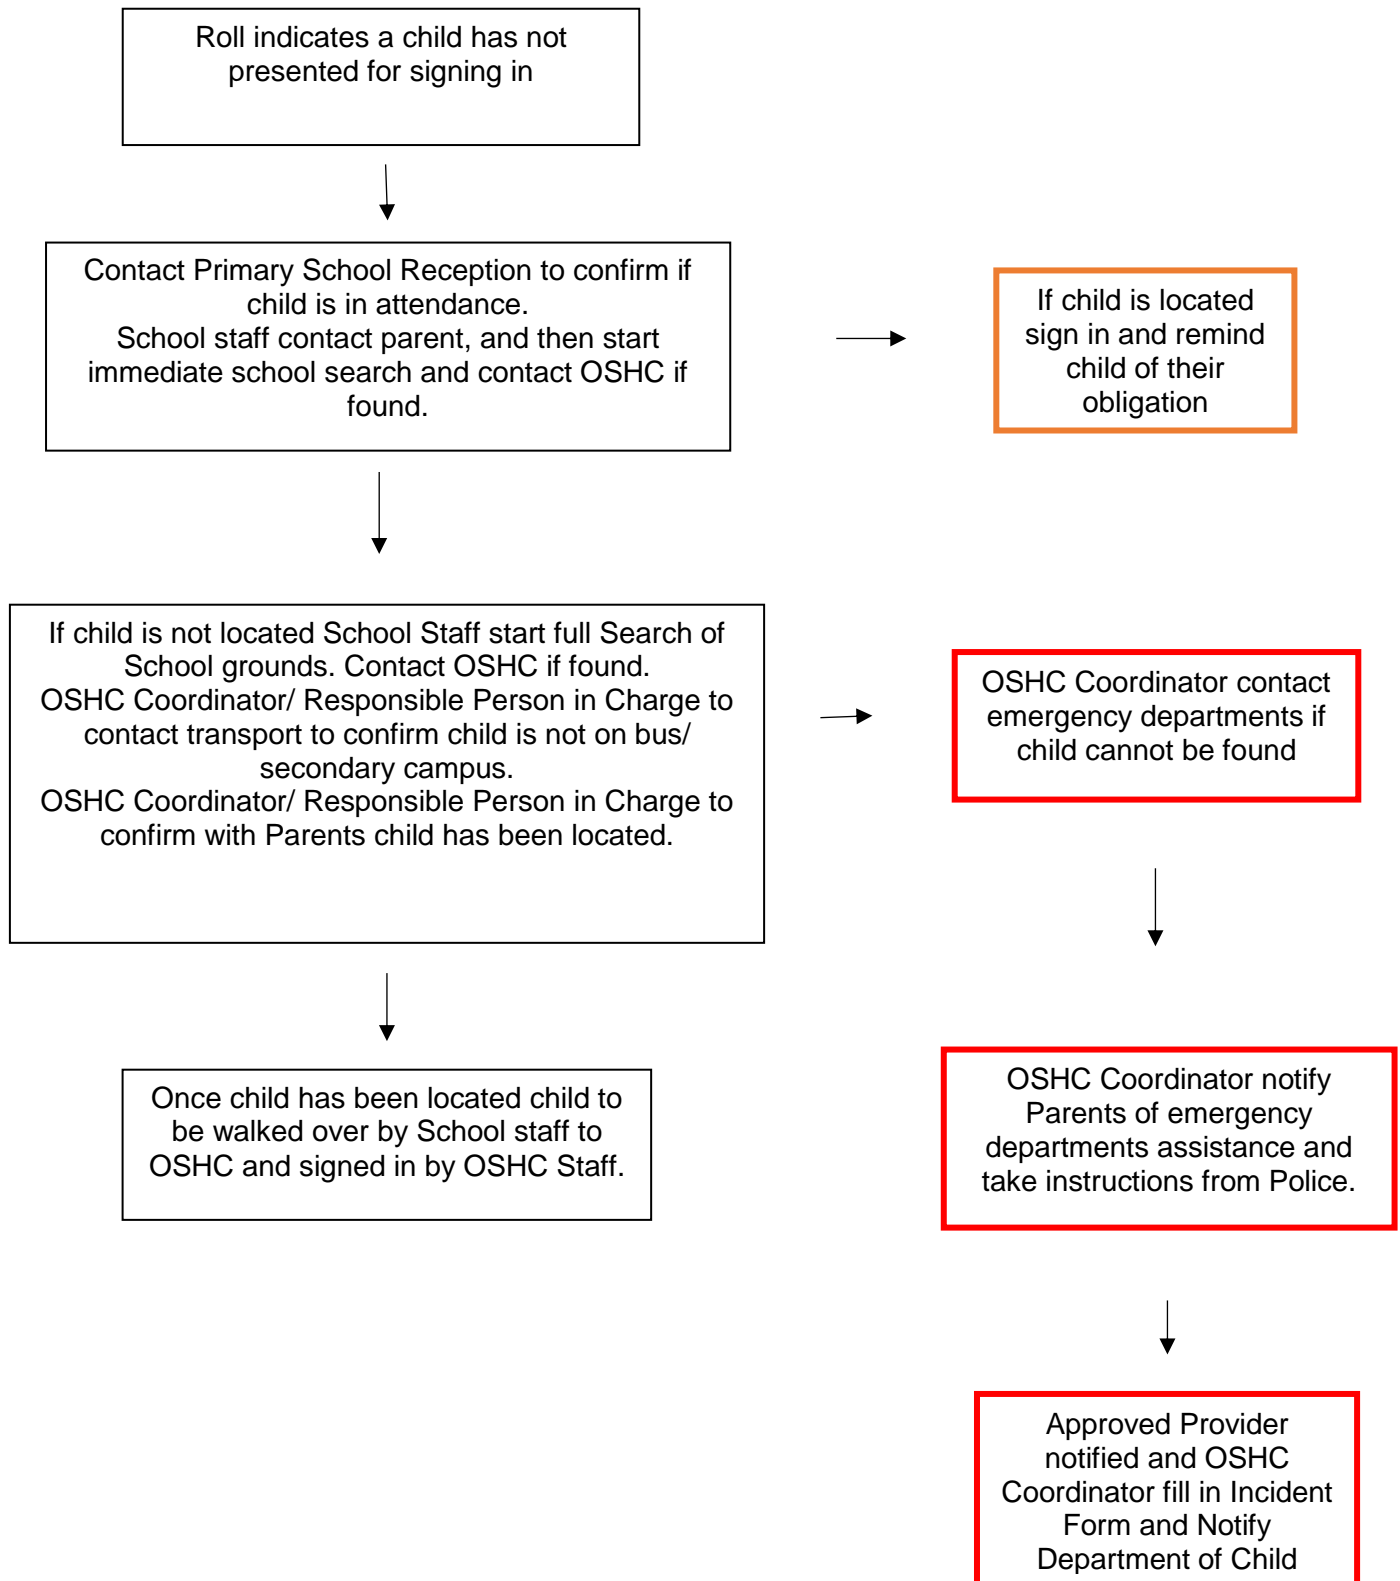 Roll indicates a child has not
presented for signing in
Contact Primary School Reception to confirm if
child is in attendance.
School staff contact parent, and then start
immediate school search and contact OSHC if
found.
If child is located
sign in and remind
child of their
obligation
If child is not located School Staff start full Search of
School grounds. Contact OSHC if found.
OSHC Coordinator/ Responsible Person in Charge to
contact transport to confirm child is not on bus/
secondary campus.
OSHC Coordinator/ Responsible Person in Charge to
confirm with Parents child has been located.
OSHC Coordinator contact
emergency departments if
child cannot be found
Once child has been located child to
be walked over by School staff to
OSHC and signed in by OSHC Staff.
OSHC Coordinator notify
Parents of emergency
departments assistance and
take instructions from Police.
Approved Provider
notified and OSHC
Coordinator fill in Incident
Form and Notify
Department of Child